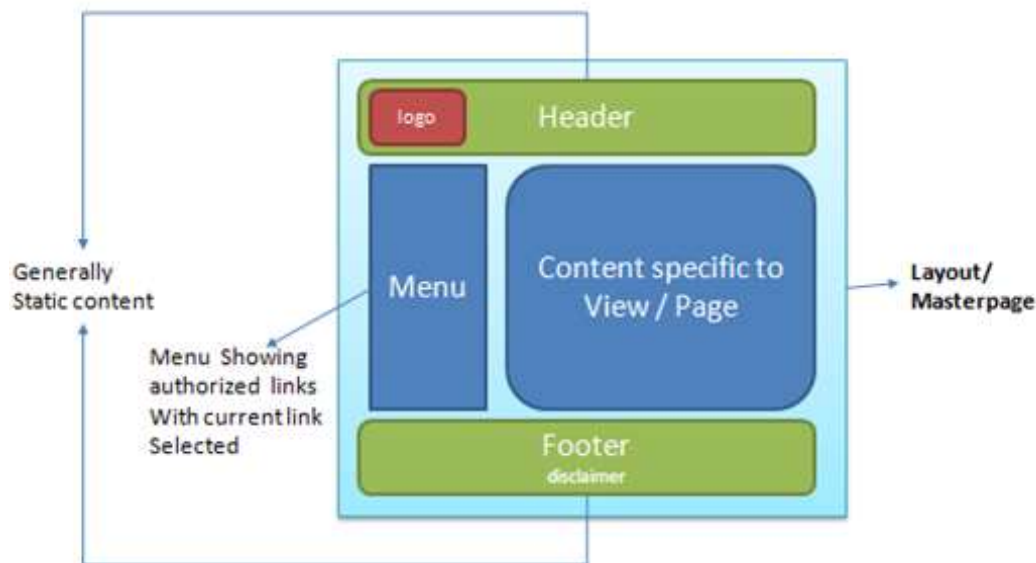 logo
Header
Menu
Content specific to
View / Page
Footer
disclaimer
Generally
Static content
Menu Showing
authorized links
With current link
Selected
Layout/
Masterpage